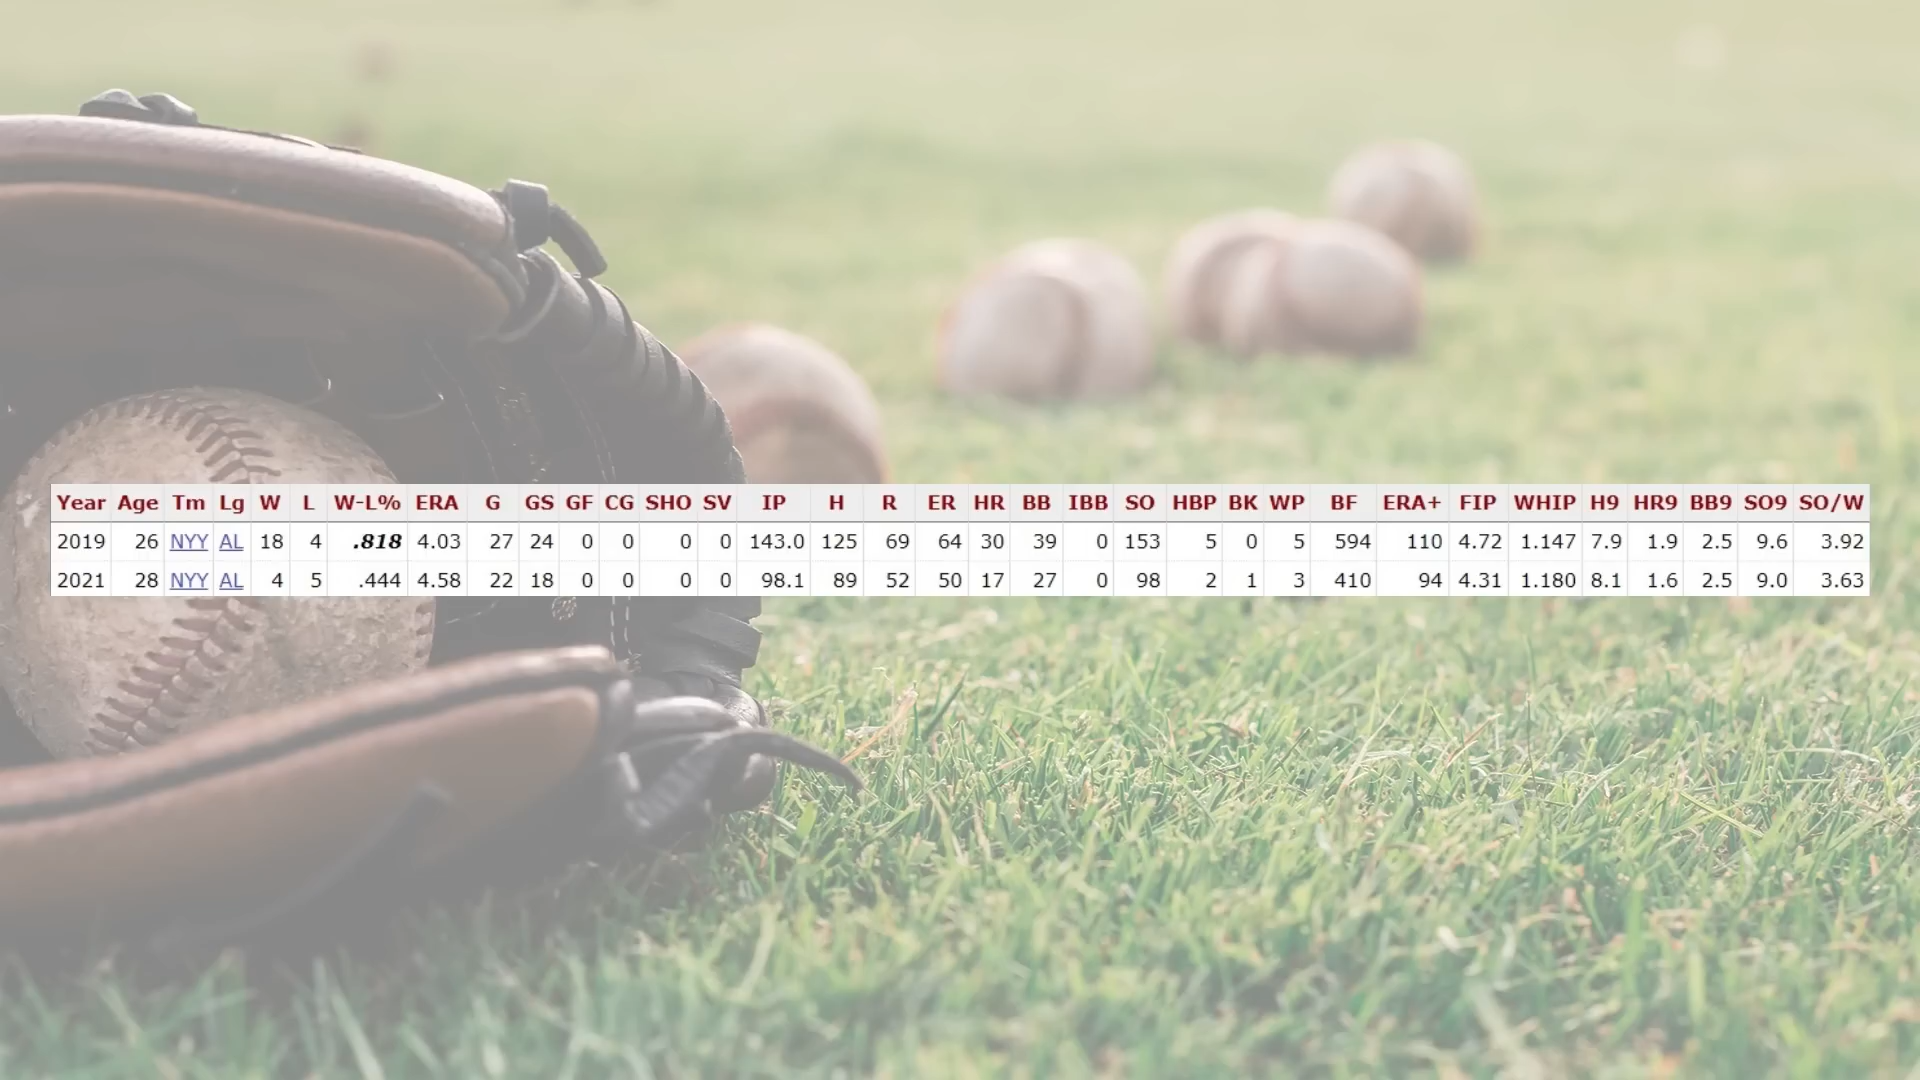 Year Age Tm Lg W L W-L% ERA G GS GF CG SHO SV IP H R ER HR BB IBB SO HBP BK WP BF ERA+ FIP WHIP H9 HR9 BB9 SO9 SO/W
2019 26 NYY AL 18 4 .818 4.03 27 24 0 0 0 0 143.0 125 69 64 30 39 0 153 5 0 5 594 110 4.72 1.147 7.9 1.9 2.5 9.6 3.92
2021 28 NYY AL 4 5 .444 4.58 22 18 0 0 0 0 98.1 89 52 50 17 27 0 98 2 1 3 410 94 4.31 1.180 8.1 1.6 2.5 9.0 3.63